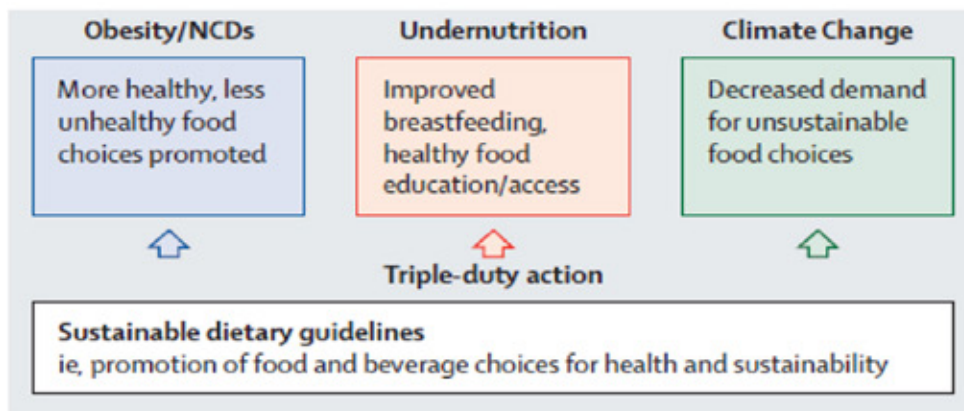 Obesity/NCDs
More healthy, less
unhealthy food
choices promoted
Undernutrition
Improved
breastfeeding,
healthy food
education/access
Climate Change
Decreased demand
for unsustainable
food choices
Triple-duty action
Sustainable dietary guidelines
ie, promotion of food and beverage choices for health and sustainability